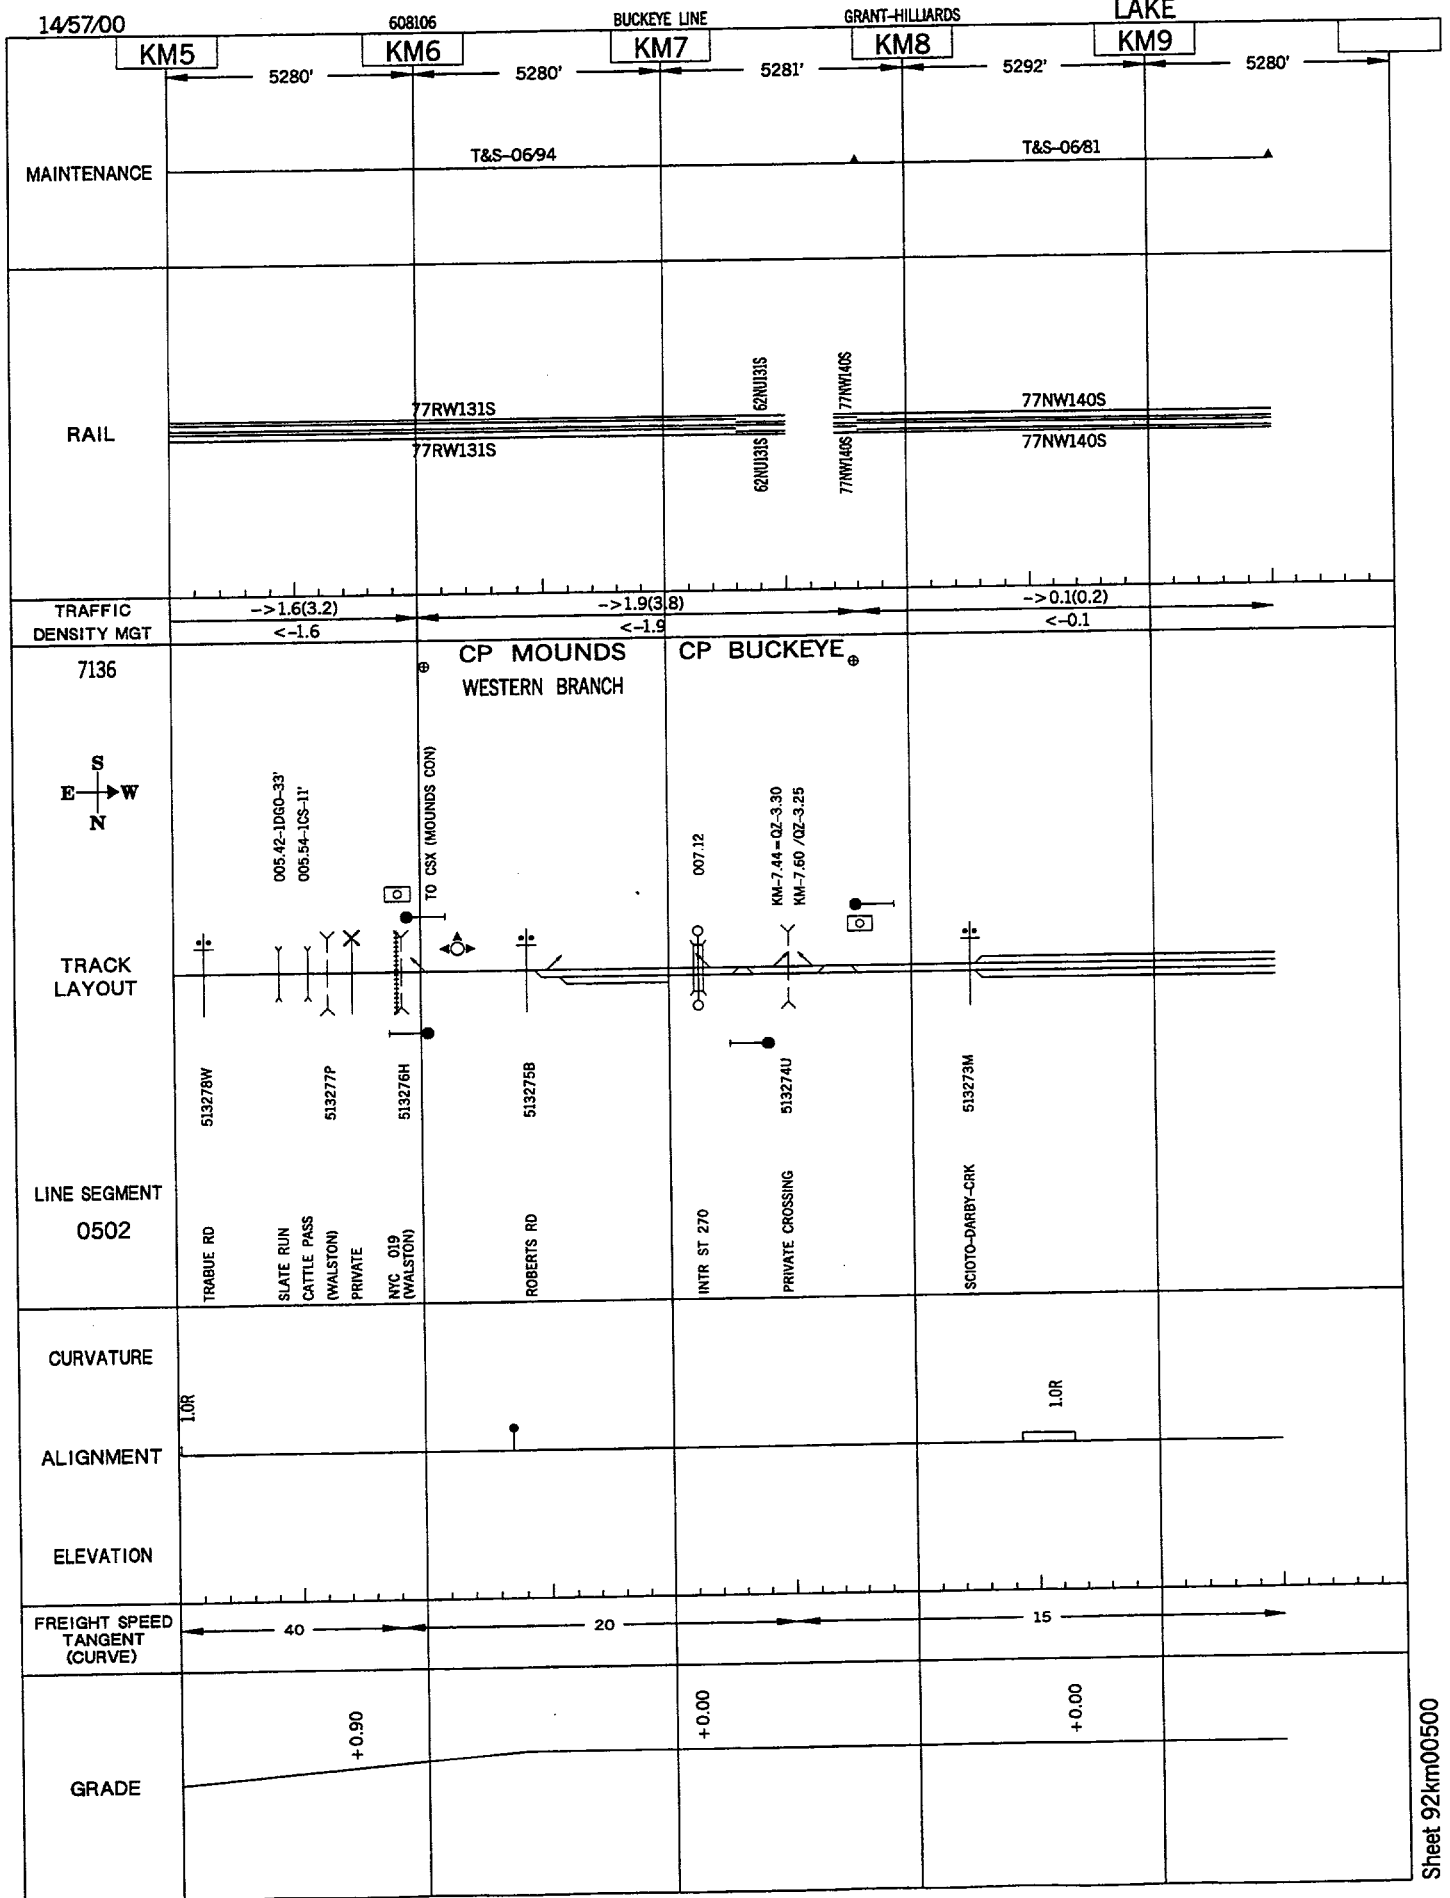 14/57/00
608106
BUCKEYE LINE
GRANT-HILLIARDS
LAKE
KM5
KM6
KM7
KM8
KM9
5280'
5280'
5281'
5292'
5280'
MAINTENANCE
T&S-06/94
T&S-06/81
RAIL
77RW131S
77RW131S
62NU131S
62NU131S
77NW140S
77NW140S
77NW140S
77NW140S
TRAFFIC
DENSITY MGT
->1.6(3.2)
<-1.6
->1.9(3.8)
<-1.9
->0.1(0.2)
<-0.1
7136
CP MOUNDS
CP BUCKEYE
WESTERN BRANCH
S
E W
N
005.42-1DGO-33'
005.54-1CS-11'
TO CSX (MOUNDS CON)
007.12
KM-7.44=QZ-3.30
KM-7.60 /QZ-3.25
TRACK
LAYOUT
513278W
513277P
513276H
513275B
513274U
513273M
LINE SEGMENT
0502
TRABUE RD
SLATE RUN
CATTLE PASS
(WALSTON)
PRIVATE
NYC 019
(WALSTON)
ROBERTS RD
INTR ST 270
PRIVATE CROSSING
SCIOTO-DARBY-CRK
CURVATURE
1.0R
1.0R
ALIGNMENT
ELEVATION
FREIGHT SPEED
TANGENT
(CURVE)
40
20
15
+0.90
+0.00
+0.00
GRADE
Sheet 92km00500